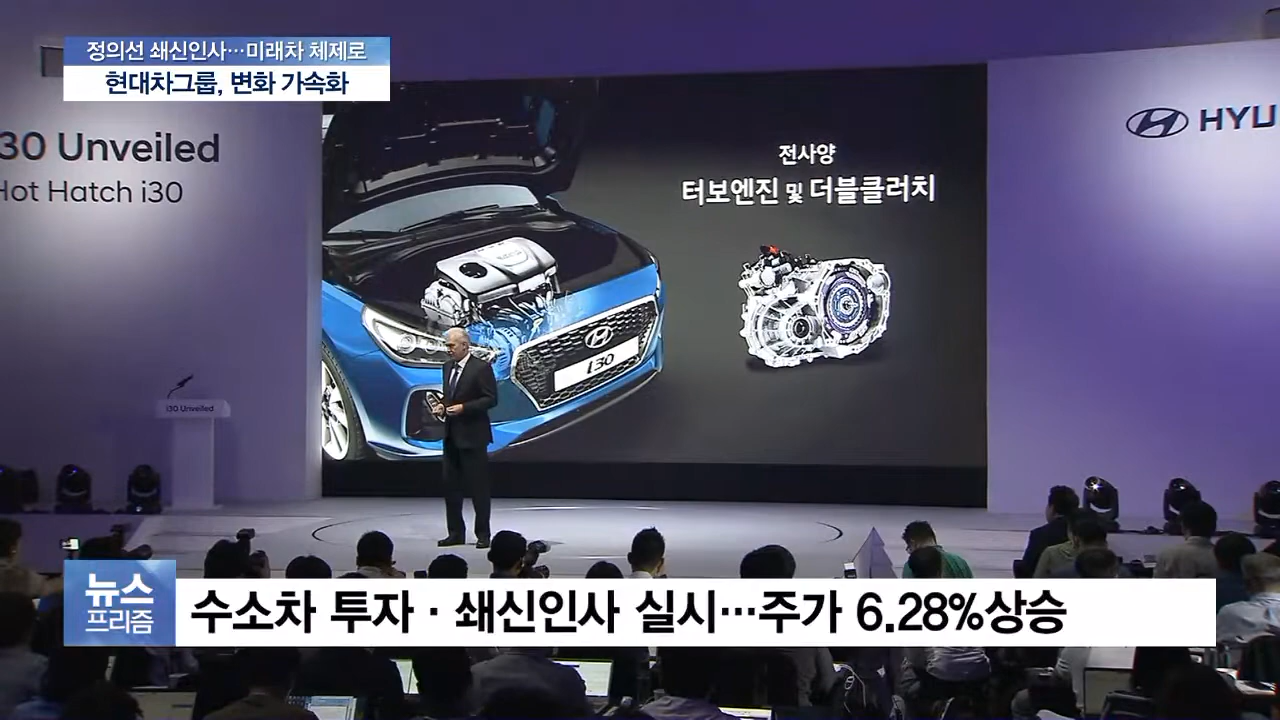 정의선 쇄신인사…미래차 체제로
현대차그룹, 변화 가속화
i30 Unveiled
Hot Hatch i30
HYU
전사양
터보엔진 및 더블클러치
i30
i30 Unveiled
뉴스
프리즘
수소차 투자·쇄신인사 실시…주가 6.28%상승